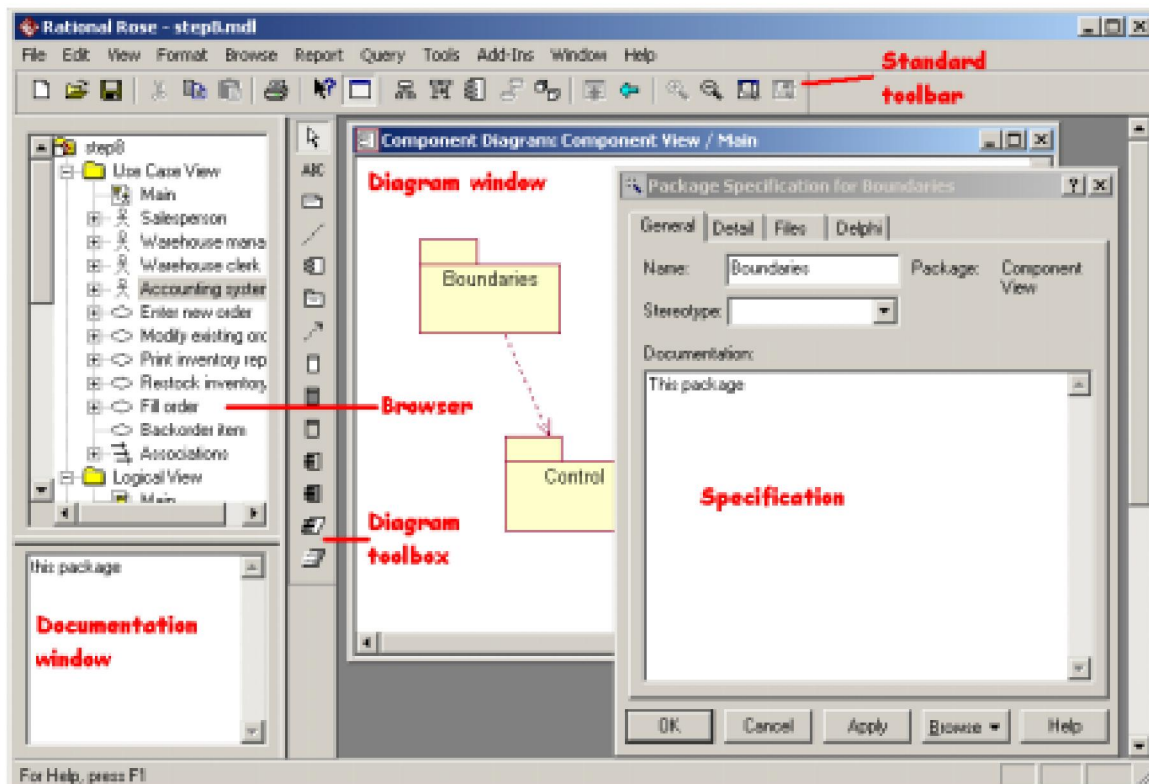 Rational Rose - step8.mdl
File Edit View Format Browse Report Query Tools Add-Ins Window Help
Standard
toolbar
step8
Use Case View
Main
Salesperson
Warehouse mana
Warehouse clerk
Accounting system
Enter new order
Modify existing orc
Print inventory rep
Restock inventory
Fill order
Backorder item
Associations
Logical View
Main
Browser
ABC
Diagram
toolbox
this package
Documentation
window
Component Diagram: Component View / Main
Diagram window
Boundaries
Control
Package Specification for Boundaries
General Detail Files Delphi
Name: Boundaries Package: Component
View
Stereotype:
Documentation:
This package
Specification
OK Cancel Apply Browse Help
For Help, press F1